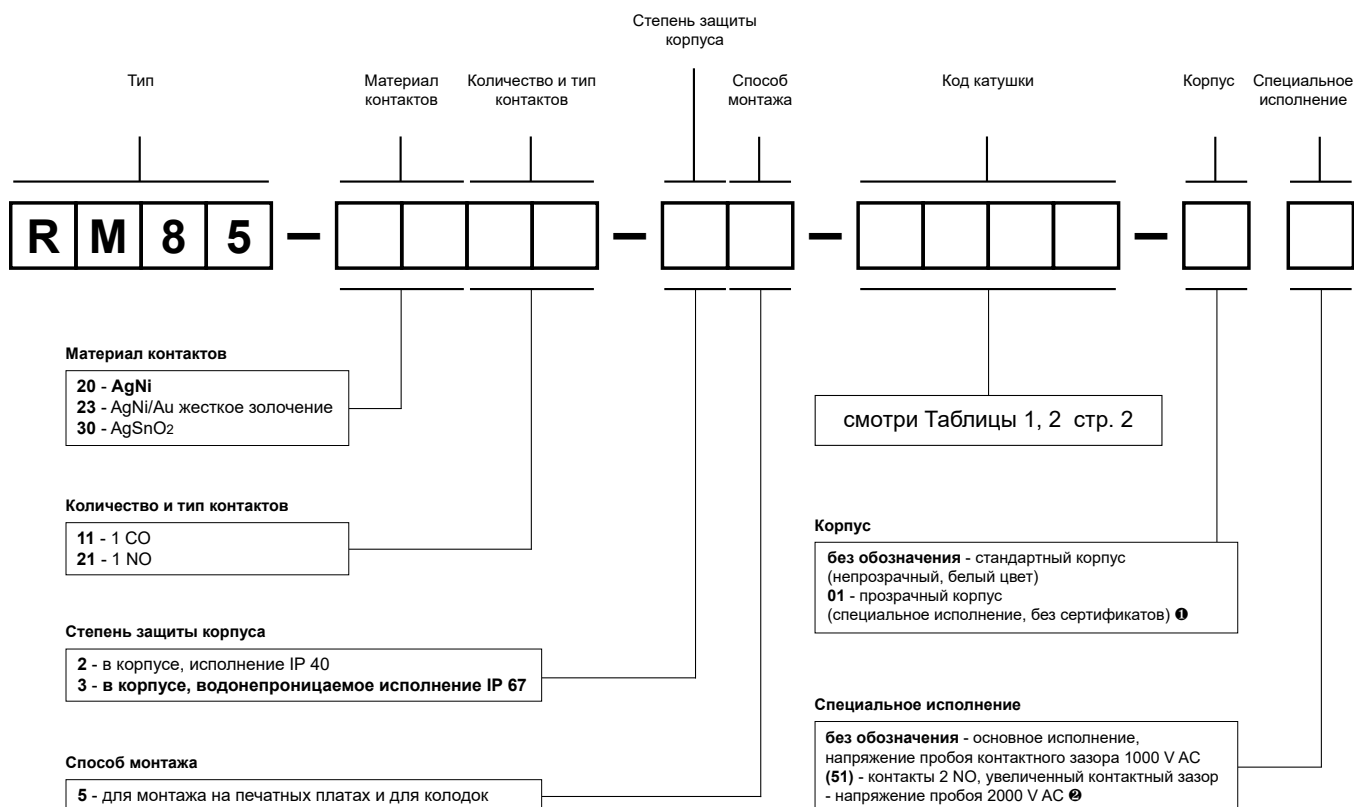 Степень защиты
корпуса
Тип
Материал
контактов
Количество и тип
контактов
Способ
монтажа
Код катушки
Корпус
Специальное
исполнение
R M 8 5 – – – –
Материал контактов
20 - AgNi
23 - AgNi/Au жесткое золочение
30 - AgSnO2
смотри Таблицы 1, 2 стр. 2
Количество и тип контактов
11 - 1 CO
21 - 1 NO
Корпус
без обозначения - стандартный корпус
(непрозрачный, белый цвет)
01 - прозрачный корпус
(специальное исполнение, без сертификатов) ❶
Степень защиты корпуса
2 - в корпусе, исполнение IP 40
3 - в корпусе, водонепроницаемое исполнение IP 67
Специальное исполнение
без обозначения - основное исполнение,
напряжение пробоя контактного зазора 1000 V AC
(51) - контакты 2 NO, увеличенный контактный зазор
- напряжение пробоя 2000 V AC ❷
Способ монтажа
5 - для монтажа на печатных платах и для колодок